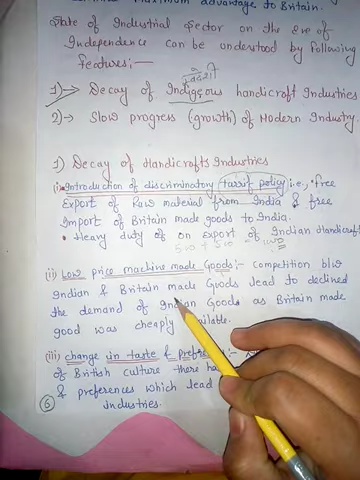 Maximum advantage to Britain.
State of Industrial Sector on the Eve of
Independence can be understood by following
features:—
1) → Decay of Indigenous handicraft Industries
2) → Slow progress (growth) of Modern Industry.
1) Decay of Handicrafts Industries
(i) Introduction of discriminatory tarrif policy i.e., • free
Export of Raw material from India & free
Import of Britain made goods to India.
• Heavy duty of on Export of Indian Handicraft
500 + 500 =
(ii) Low price machine made Goods :- Competition b/w
Indian & Britain made Goods lead to declined
the demand of Indian Goods as Britain made
good was cheaply
(iii) change in taste & :-
of British culture there
& preferences which lead
industries.
6